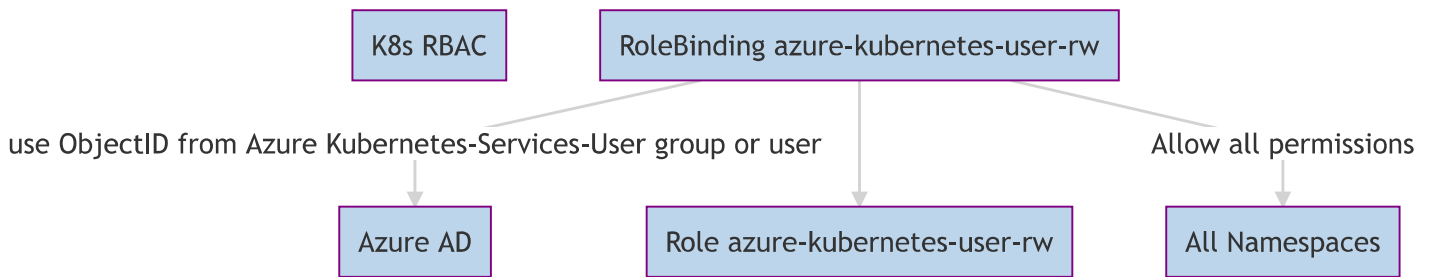 K8s RBAC
RoleBinding azure-kubernetes-user-rw
use ObjectID from Azure Kubernetes-Services-User group or user
Allow all permissions
Azure AD
Role azure-kubernetes-user-rw
All Namespaces